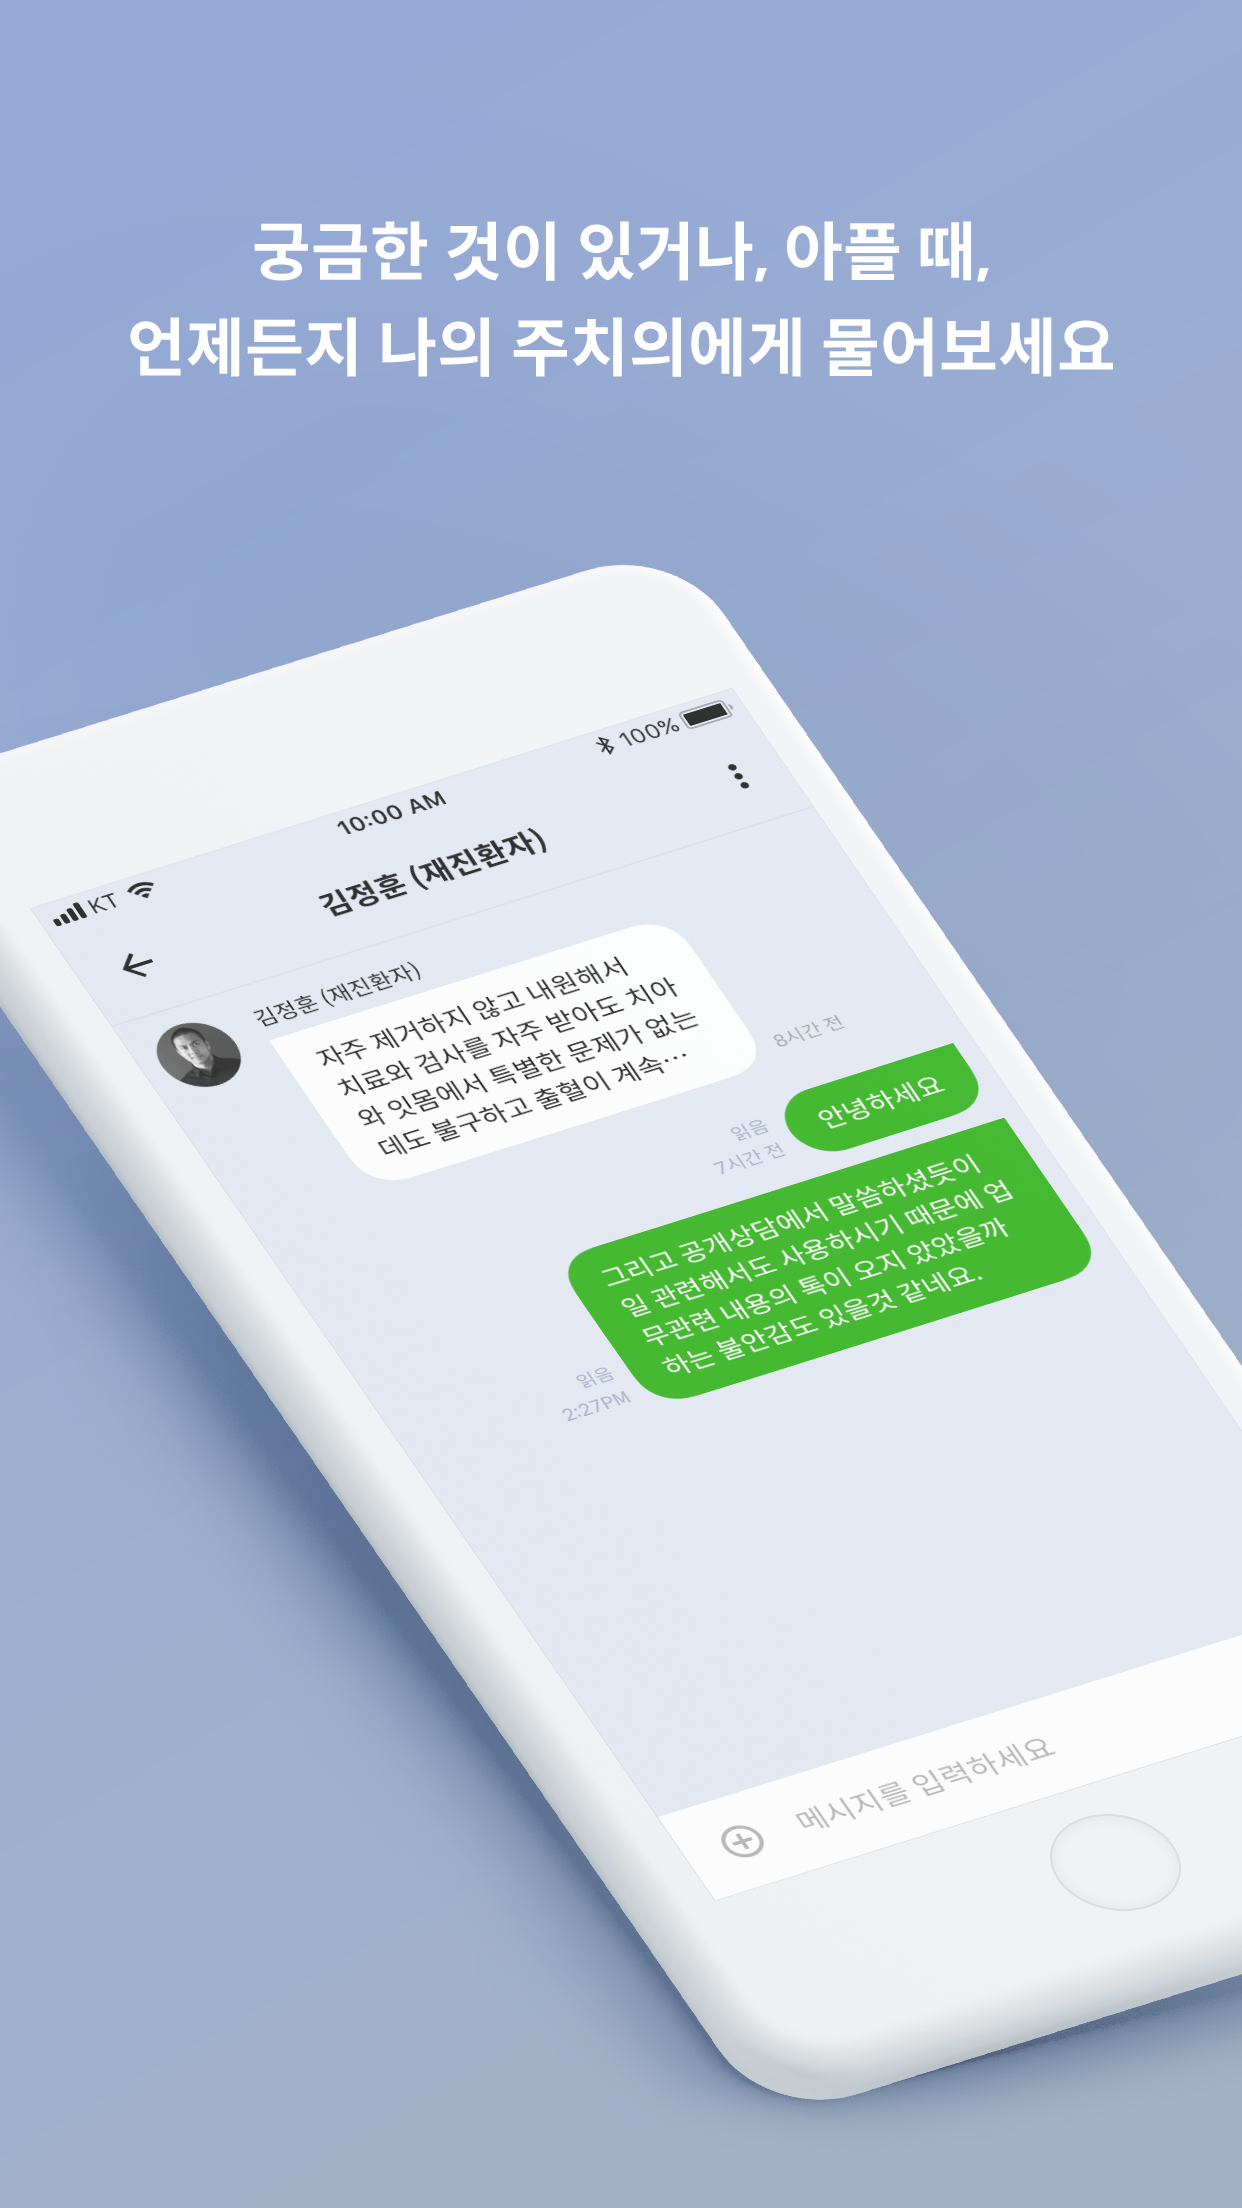 궁금한 것이 있거나, 아플 때,
언제든지 나의 주치의에게 물어보세요
KT
10:00 AM
100%
김정훈 (재진환자)
김정훈 (재진환자)
자주 제거하지 않고 내원해서
치료와 검사를 자주 받아도 치아
와 잇몸에서 특별한 문제가 없는
데도 불구하고 출혈이 계속…
8시간 전
안녕하세요
읽음
7시간 전
그리고 공개상담에서 말씀하셨듯이
일 관련해서도 사용하시기 때문에 업
무관련 내용의 톡이 오지 았았을까
하는 불안감도 있을것 같네요.
읽음
2:27PM
메시지를 입력하세요